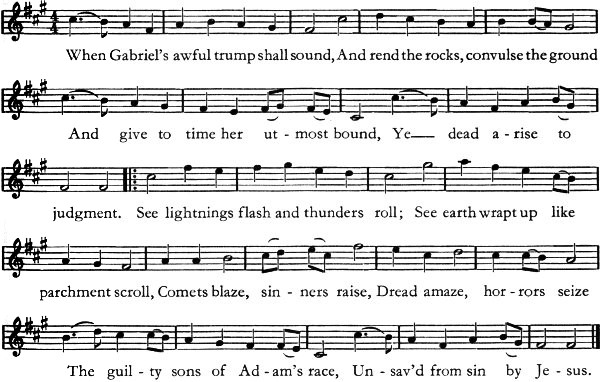 When Gabriel's awful trump shall sound, And rend the rocks, convulse the ground
And give to time her ut - most bound, Ye— dead a - rise to
judgment. See lightnings flash and thunders roll; See earth wrapt up like
parchment scroll, Comets blaze, sin - ners raise, Dread amaze, hor - rors seize
The guil - ty sons of Ad - am's race, Un - sav'd from sin by Je - sus.